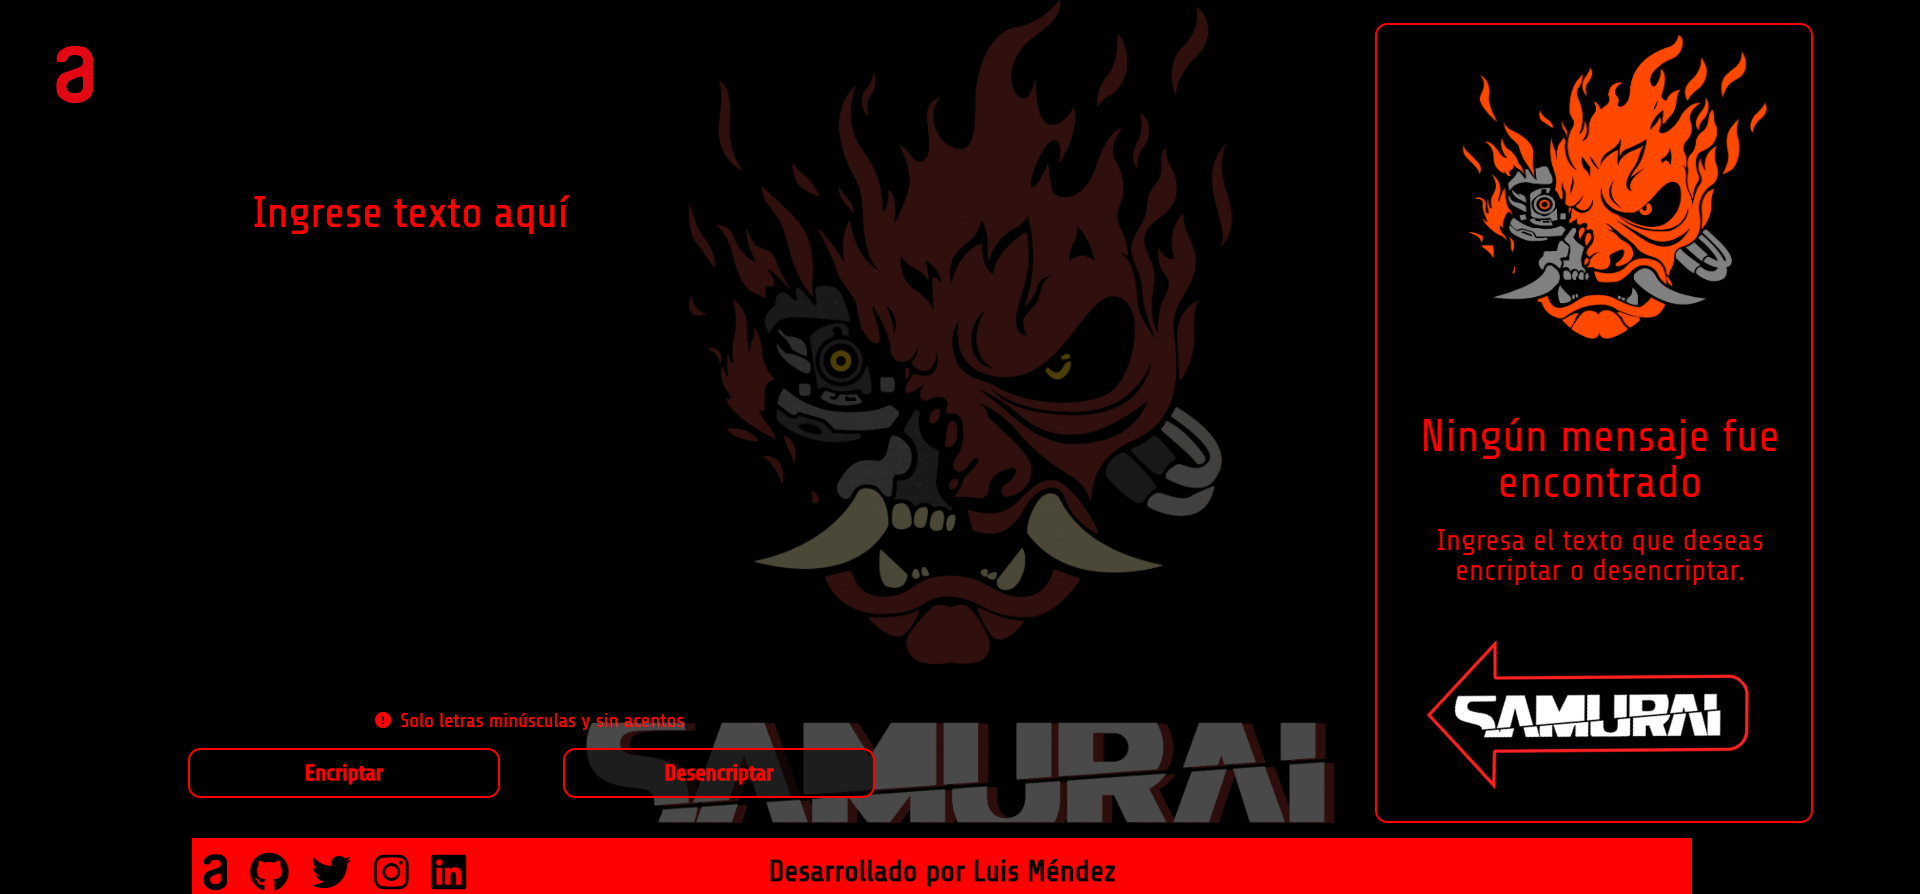 a
Ingrese texto aquí
Ningún mensaje fue
encontrado
Ingresa el texto que deseas
encriptar o desencriptar.
SAMURAI
Solo letras minúsculas y sin acentos
Encriptar
Desencriptar
SAMURAI
a
in
Desarrollado por Luis Méndez